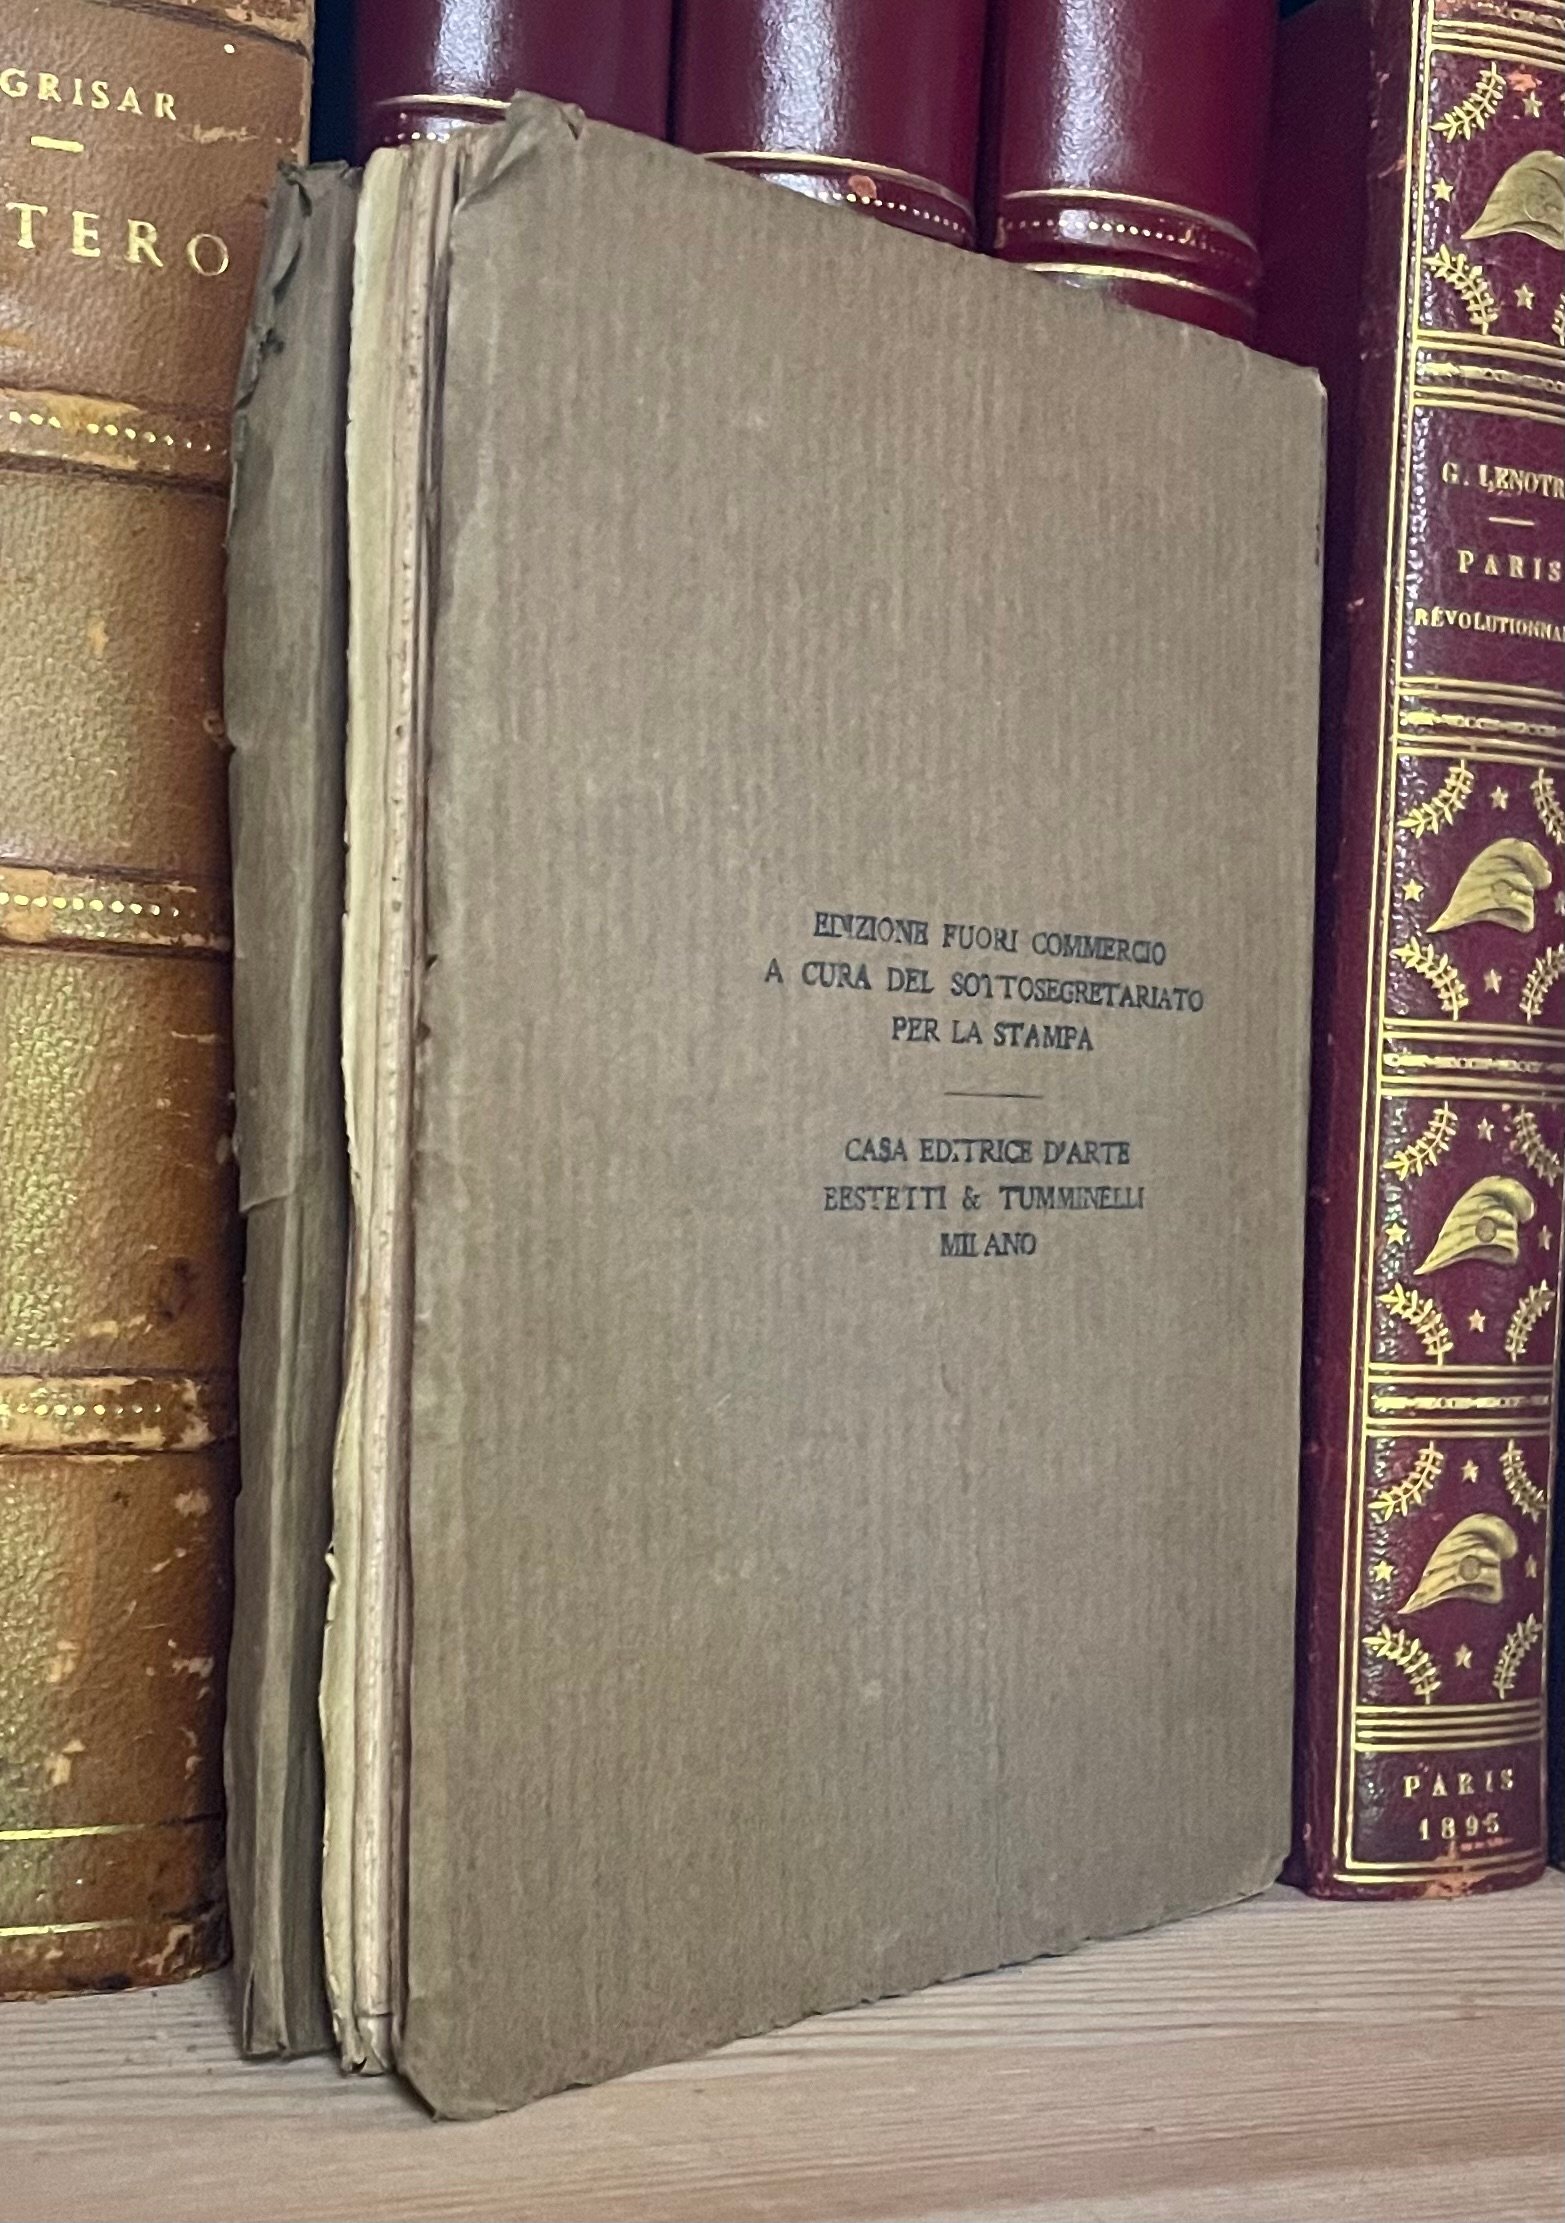 GRISAR
TERO
EDIZIONE FUORI COMMERCIO
A CURA DEL SOTTOSEGRETARIATO
PER LA STAMPA
CASA EDITRICE D'ARTE
BESTETTI & TUMMINELLI
MILANO
G. LENOTR
PARIS
RÉVOLUTIONNA
PARIS
1895